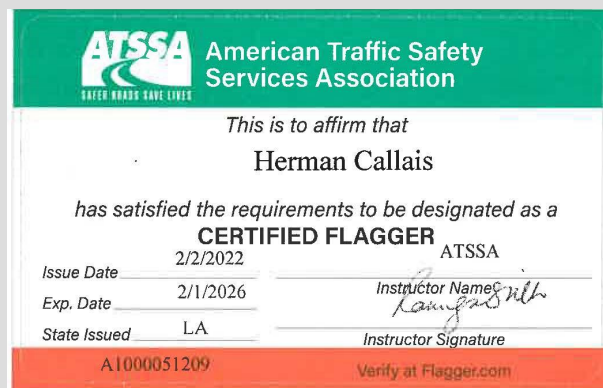 ATSSA
SAFER ROADS SAVE LIVES
American Traffic Safety
Services Association
This is to affirm that
Herman Callais
has satisfied the requirements to be designated as a
CERTIFIED FLAGGER
Issue Date 2/2/2022
ATSSA
Instructor Name
Exp. Date 2/1/2026
State Issued LA
Instructor Signature
A1000051209
Verify at Flagger.com